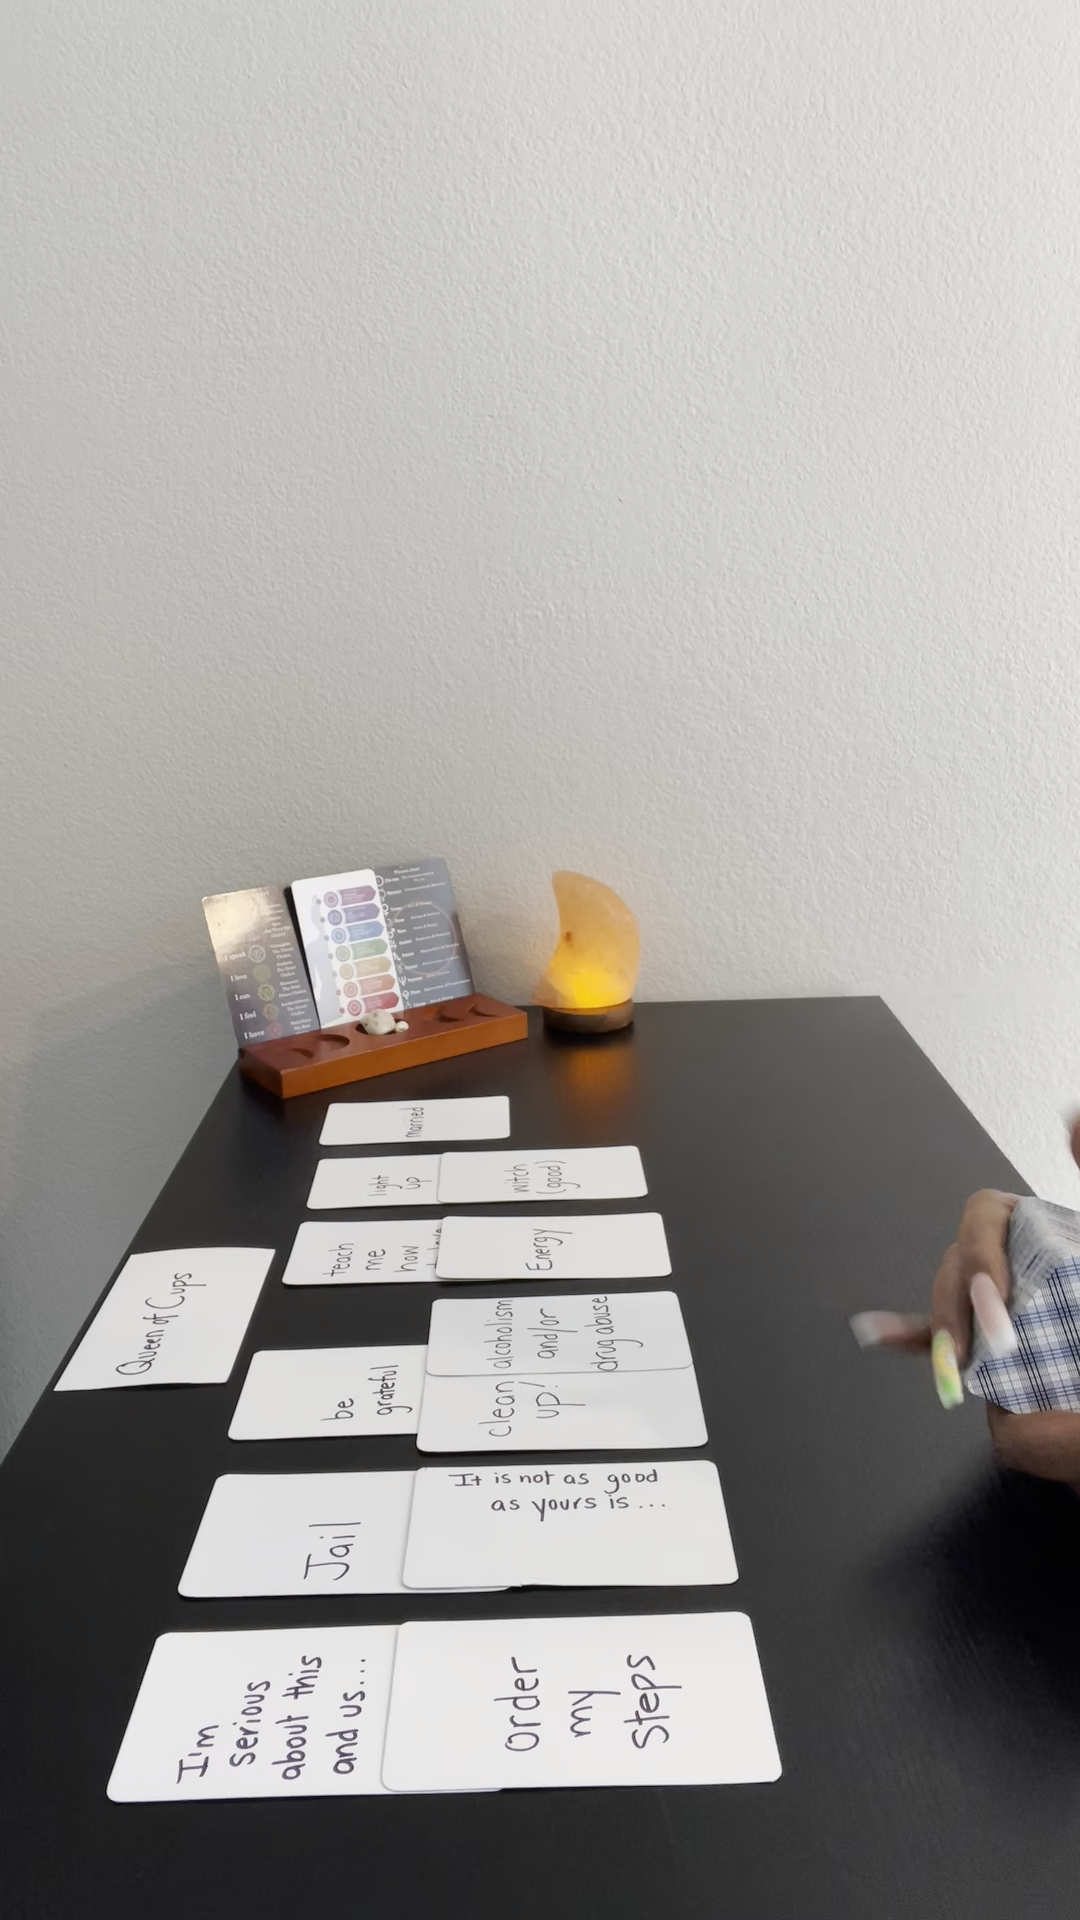 I speak
I love
I am
I feel
I have
married
light
up
witch
(good)
teach
me
how
Energy
Queen of Cups
alcoholism
and/or
drug abuse
be
grateful
clean
up!
Jail
It is not as good
as yours is...
I'm
serious
about this
and us...
order
my
steps